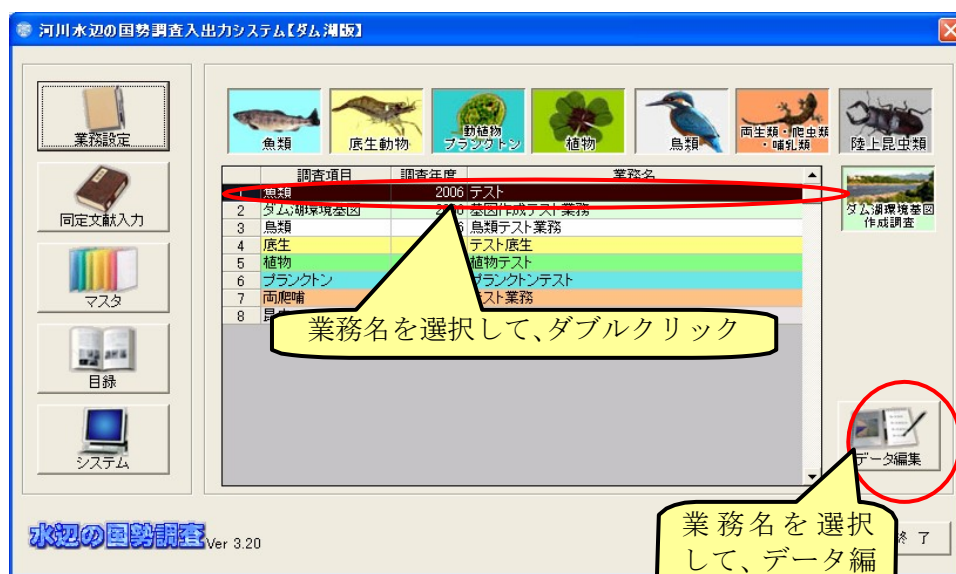 河川水辺の国勢調査入出力システム【ダム湖版】
業務設定
同定文献入力
マスタ
目録
システム
魚類
底生動物
動植物
プランクトン
植物
鳥類
両生類・爬虫類
・哺乳類
陸上昆虫類
調査項目 調査年度 業務名
1 魚類 2006 テスト
2 ダム湖環境基図 基図作成テスト業務
3 鳥類 6 鳥類テスト業務
4 底生 テスト底生
5 植物 植物テスト
6 プランクトン プランクトンテスト
7 両爬哺 テスト業務
8
ダム湖環境基図
作成調査
業務名を選択して、ダブルクリック
データ編集
業務名を選択
して、データ編
水辺の国勢調査 Ver 3.20
終了